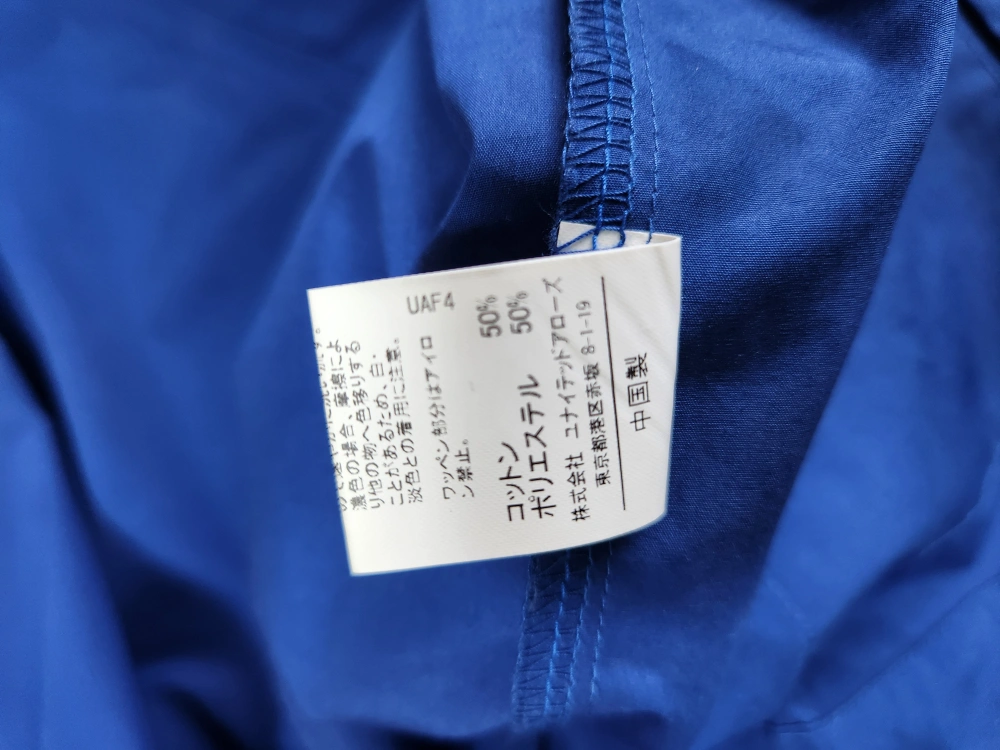 濃色の場合、摩擦によ
り他の物へ色移りする
ことがあるため、白、
淡色との着用に注意。
UAF4
ワッペン部分はアイロ
ン禁止。
コットン 50%
ポリエステル 50%
株式会社 ユナイテッドアローズ
東京都港区赤坂 8-1-19
中国製